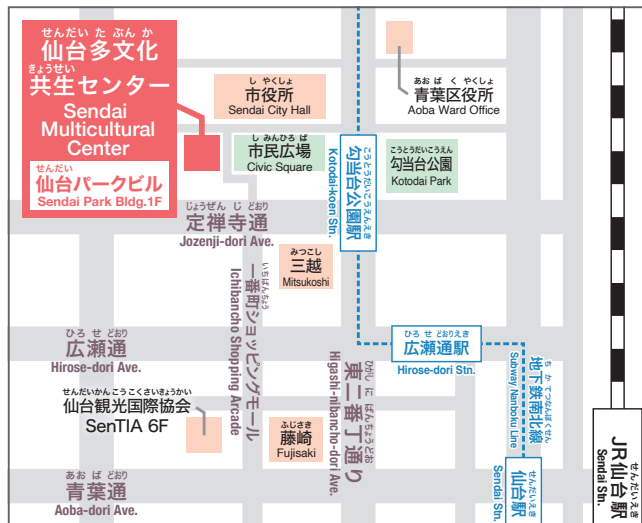 せんだい た ぶん か
仙台多文化
きょうせい
共生センター
Sendai
Multicultural
Center
せんだい
仙台パークビル
Sendai Park Bldg.1F
し やくしょ
市役所
Sendai City Hall
あお ば く やくしょ
青葉区役所
Aoba Ward Office
し みんひろ ば
市民広場
Civic Square
こうとうだいこうえんえき
勾当台公園駅
Kotodai-koen Stn.
こうとうだいこうえん
勾当台公園
Kotodai Park
じょうぜん じ どおり
定禅寺通
Jozenji-dori Ave.
みつこし
三越
Mitsukoshi
いちばんちょう
一番町ショッピングモール
Ichibancho Shopping Arcade
ひろ せ どおり
広瀬通
Hirose-dori Ave.
ひろ せ どおりえき
広瀬通駅
Hirose-dori Stn.
ち か てつなんぼくせん
地下鉄南北線
Subway Nanboku Line
ひがし に ばんちょうどお
東二番丁通り
Higashi-nibancho-dori Ave.
せんだいかんこうこくさいきょうかい
仙台観光国際協会
SenTIA 6F
ふじさき
藤崎
Fujisaki
せんだいえき
仙台駅
Sendai Stn.
せんだいえき
JR仙台駅
Sendai Stn.
あお ば どおり
青葉通
Aoba-dori Ave.